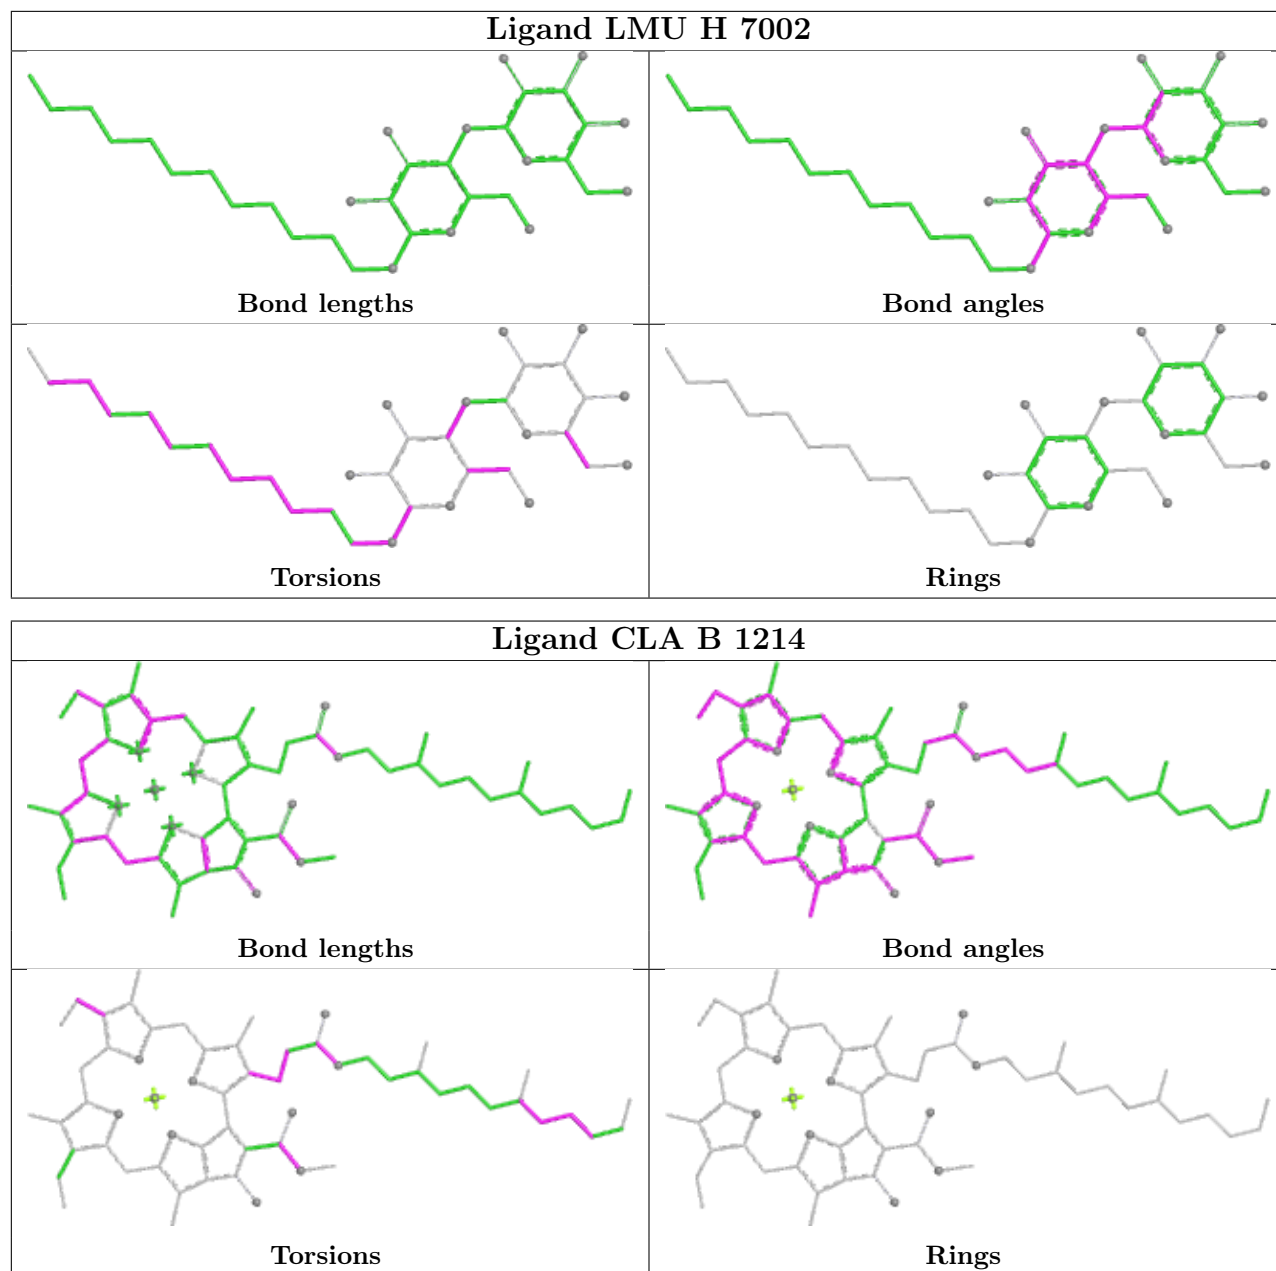 Ligand LMU H 7002
Bond lengths
Bond angles
Torsions
Rings
Ligand CLA B 1214
Bond lengths
Bond angles
Torsions
Rings